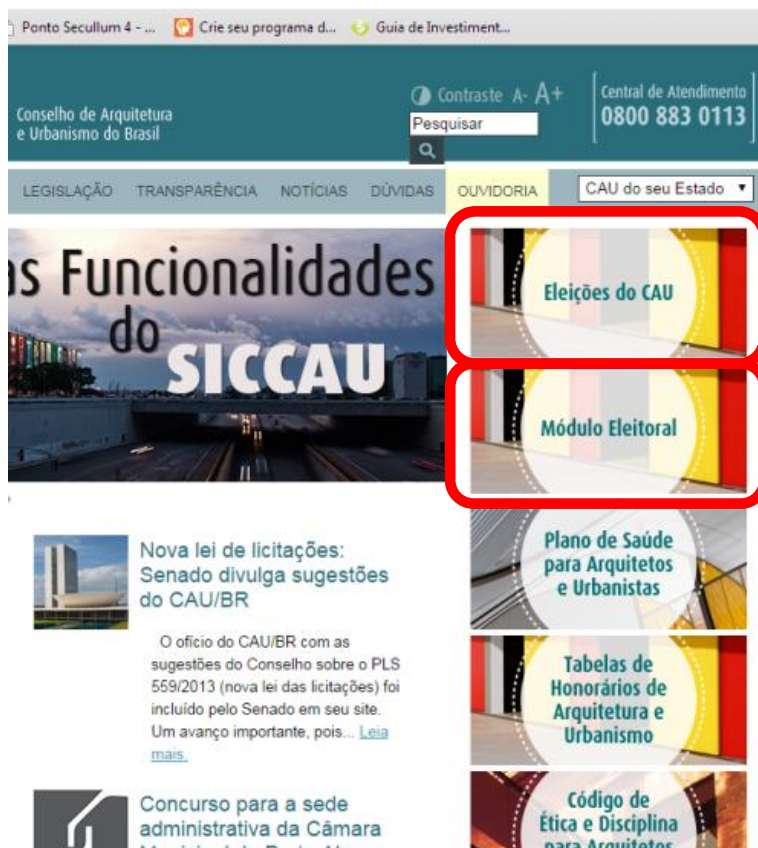 Ponto Secullum 4 - ... Crie seu programa d... Guia de Investiment...
Conselho de Arquitetura
e Urbanismo do Brasil
Contraste A- A+
Pesquisar
Central de Atendimento
0800 883 0113
LEGISLAÇÃO TRANSPARÊNCIA NOTÍCIAS DÚVIDAS OUVIDORIA CAU do seu Estado
as Funcionalidades
do
SICCAU
Eleições do CAU
Módulo Eleitoral
Nova lei de licitações:
Senado divulga sugestões
do CAU/BR
O ofício do CAU/BR com as
sugestões do Conselho sobre o PLS
559/2013 (nova lei das licitações) foi
incluído pelo Senado em seu site.
Um avanço importante, pois... Leia
mais.
Concurso para a sede
administrativa da Câmara
Plano de Saúde
para Arquitetos
e Urbanistas
Tabelas de
Honorários de
Arquitetura e
Urbanismo
Código de
Ética e Disciplina
para Arquitetos